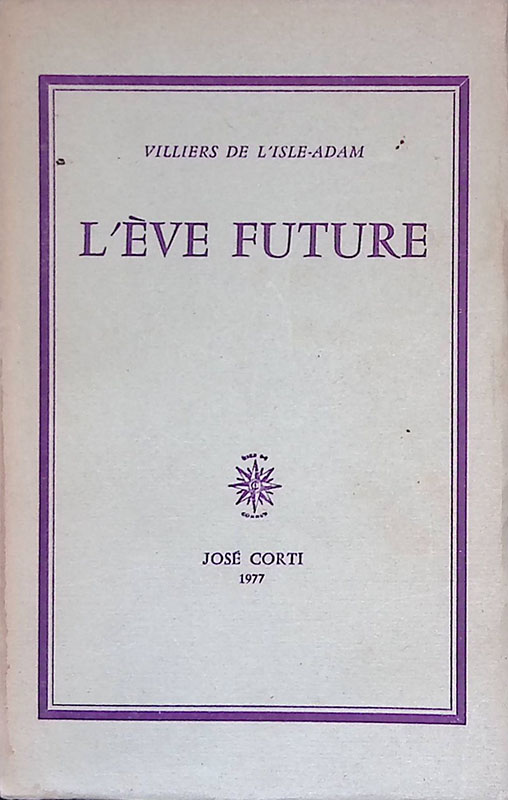 VILLIERS DE L'ISLE-ADAM
L'ÈVE FUTURE
JOSÉ CORTI
1977